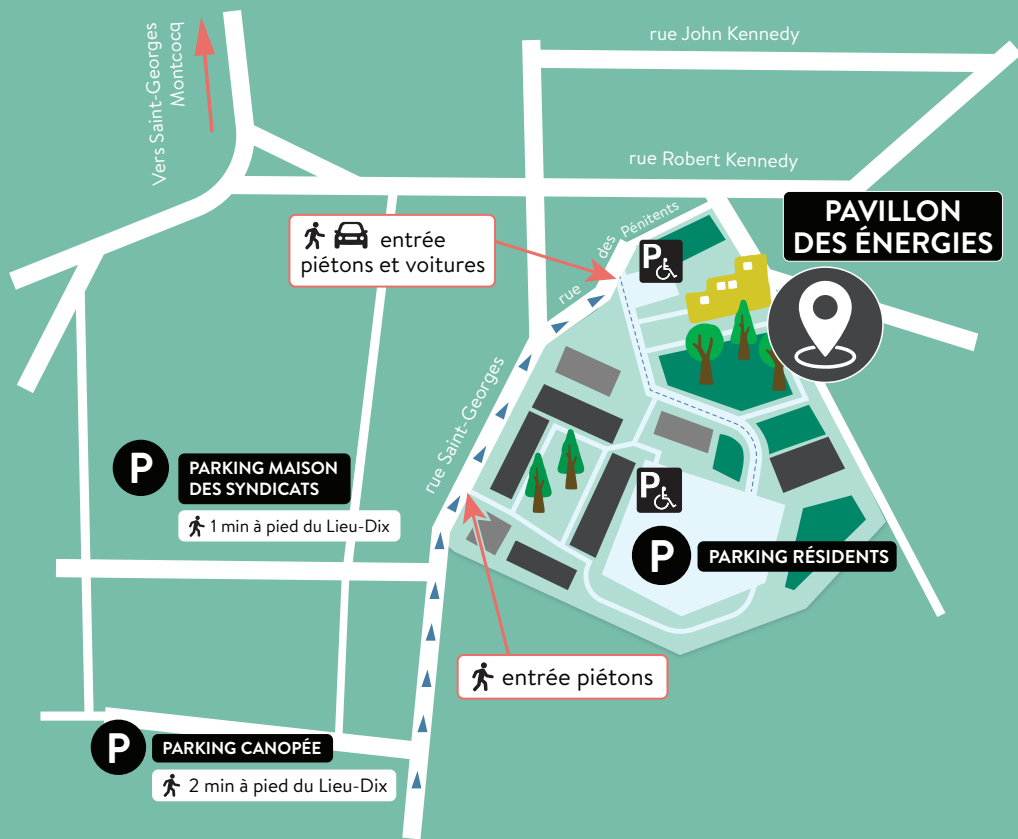 Vers Saint-Georges
Montcocq
rue John Kennedy
rue Robert Kennedy
entrée
piétons et voitures
rue des Pénitents
P
PAVILLON
DES ÉNERGIES
rue Saint-Georges
P
PARKING MAISON
DES SYNDICATS
1 min à pied du Lieu-Dix
P
P
PARKING RÉSIDENTS
entrée piétons
P
PARKING CANOPÉE
2 min à pied du Lieu-Dix